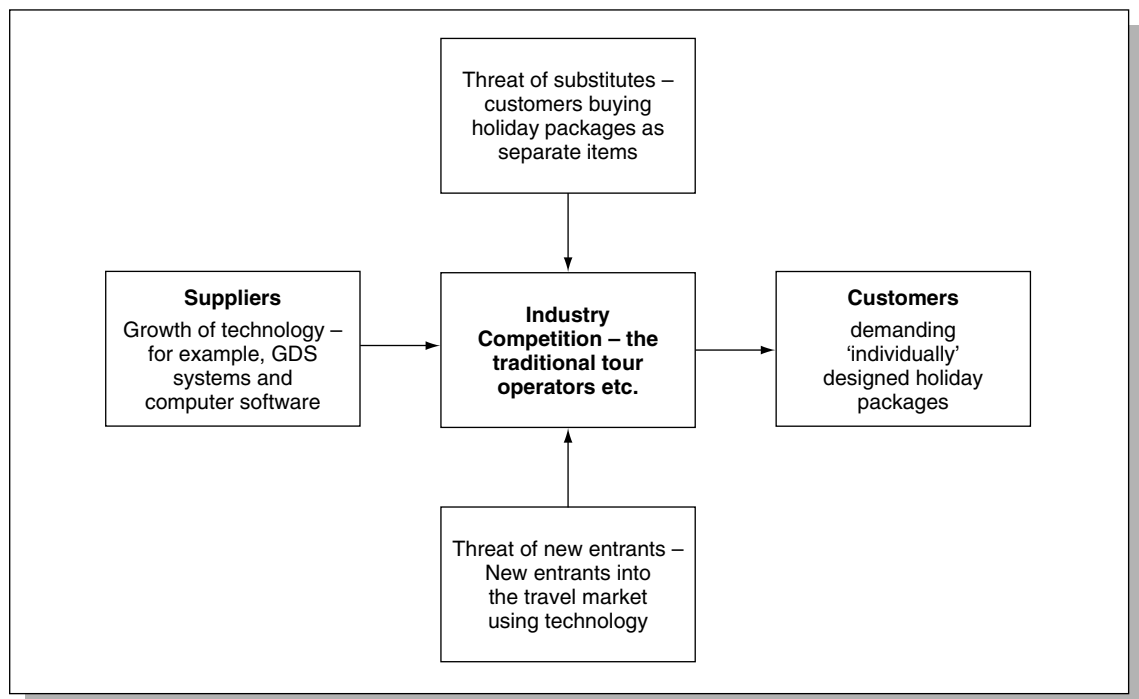 Threat of substitutes –
customers buying
holiday packages as
separate items
Suppliers
Growth of technology –
for example, GDS
systems and
computer software
Industry
Competition – the
traditional tour
operators etc.
Customers
demanding
‘individually’
designed holiday
packages
Threat of new entrants –
New entrants into
the travel market
using technology